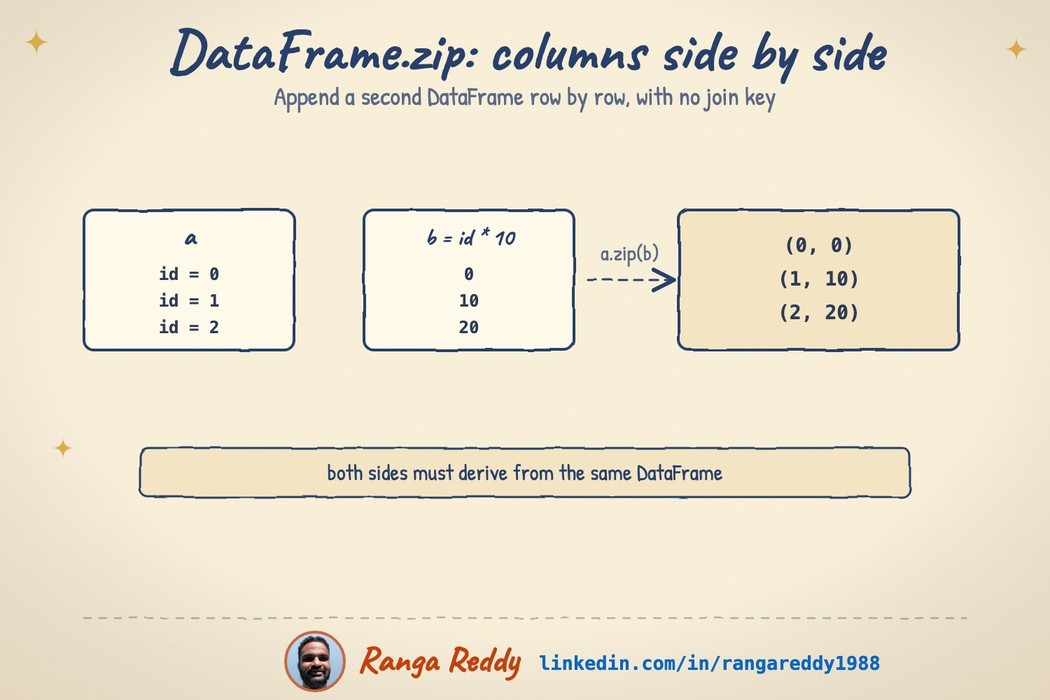 DataFrame.zip: columns side by side
Append a second DataFrame row by row, with no join key
a
id = 0
id = 1
id = 2
b = id * 10
0
10
20
a.zip(b)
(0, 0)
(1, 10)
(2, 20)
both sides must derive from the same DataFrame
Ranga Reddy linkedin.com/in/rangareddy1988